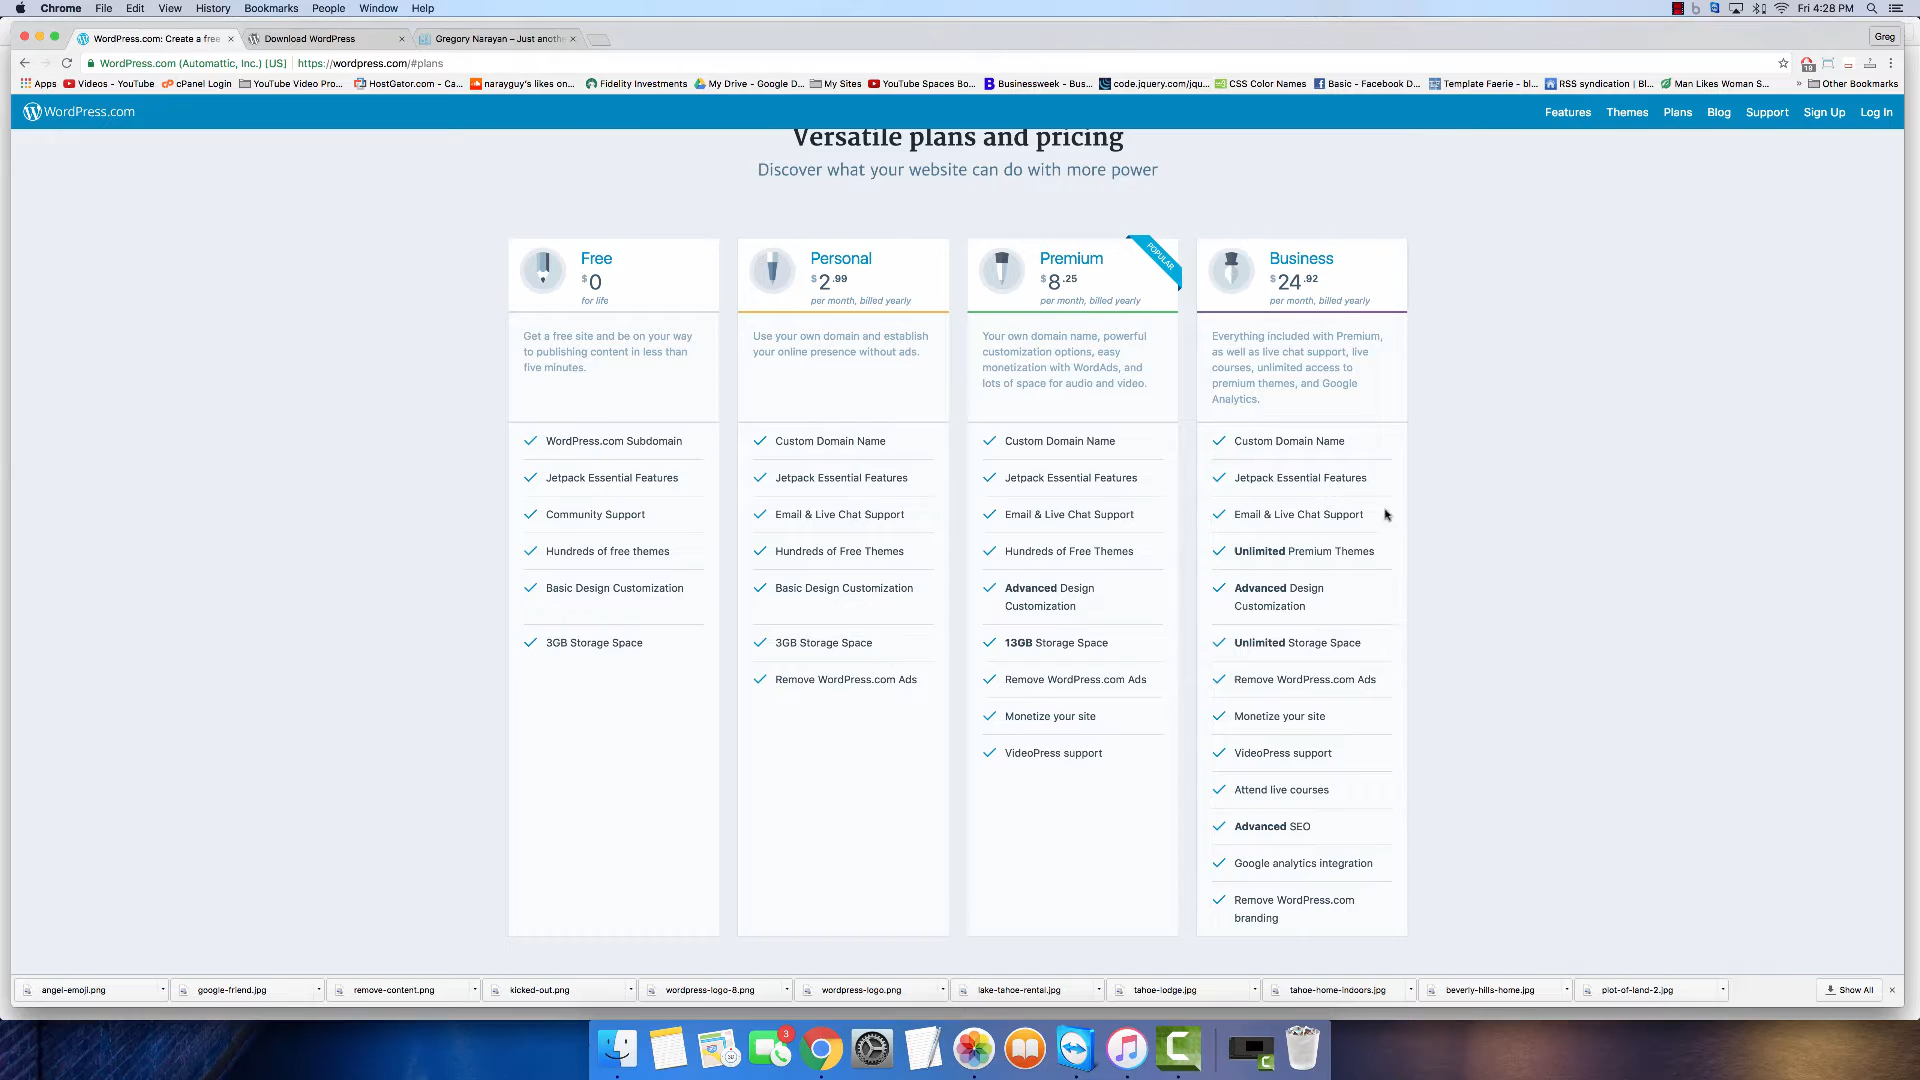 Chrome File Edit View History Bookmarks People Window Help
Fri 4:28 PM
WordPress.com: Create a free
Download WordPress
Gregory Narayan – Just anoth
Greg
WordPress.com (Automattic, Inc.) [US] https://wordpress.com/#plans
Apps
Videos - YouTube
cPanel Login
YouTube Video Pro...
HostGator.com - Ca...
narayguy's likes on...
Fidelity Investments
My Drive - Google D...
My Sites
YouTube Spaces Bo...
Businessweek - Bus...
code.jquery.com/jqu...
CSS Color Names
Basic - Facebook D...
Template Faerie - bl...
RSS syndication | bl...
Man Likes Woman S...
» Other Bookmarks
WordPress.com
Features Themes Plans Blog Support Sign Up Log In
Versatile plans and pricing
Discover what your website can do with more power
Free
$0
for life
Get a free site and be on your way
to publishing content in less than
five minutes.
WordPress.com Subdomain
Jetpack Essential Features
Community Support
Hundreds of free themes
Basic Design Customization
3GB Storage Space
Personal
$2.99
per month, billed yearly
Use your own domain and establish
your online presence without ads.
Custom Domain Name
Jetpack Essential Features
Email & Live Chat Support
Hundreds of Free Themes
Basic Design Customization
3GB Storage Space
Remove WordPress.com Ads
Premium
POPULAR
$8.25
per month, billed yearly
Your own domain name, powerful
customization options, easy
monetization with WordAds, and
lots of space for audio and video.
Custom Domain Name
Jetpack Essential Features
Email & Live Chat Support
Hundreds of Free Themes
Advanced Design
Customization
13GB Storage Space
Remove WordPress.com Ads
Monetize your site
VideoPress support
Business
$24.92
per month, billed yearly
Everything included with Premium,
as well as live chat support, live
courses, unlimited access to
premium themes, and Google
Analytics.
Custom Domain Name
Jetpack Essential Features
Email & Live Chat Support
Unlimited Premium Themes
Advanced Design
Customization
Unlimited Storage Space
Remove WordPress.com Ads
Monetize your site
VideoPress support
Attend live courses
Advanced SEO
Google analytics integration
Remove WordPress.com
branding
angel-emoji.png
google-friend.jpg
remove-content.png
kicked-out.png
wordpress-logo-8.png
wordpress-logo.png
lake-tahoe-rental.jpg
tahoe-lodge.jpg
tahoe-home-indoors.jpg
beverly-hills-home.jpg
plot-of-land-2.jpg
Show All
3